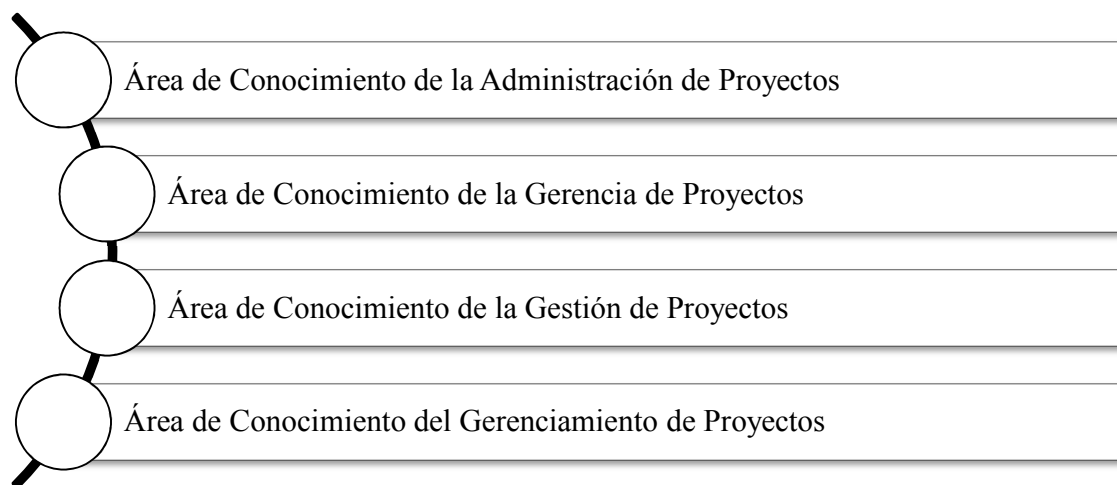 Área de Conocimiento de la Administración de Proyectos
Área de Conocimiento de la Gerencia de Proyectos
Área de Conocimiento de la Gestión de Proyectos
Área de Conocimiento del Gerenciamiento de Proyectos